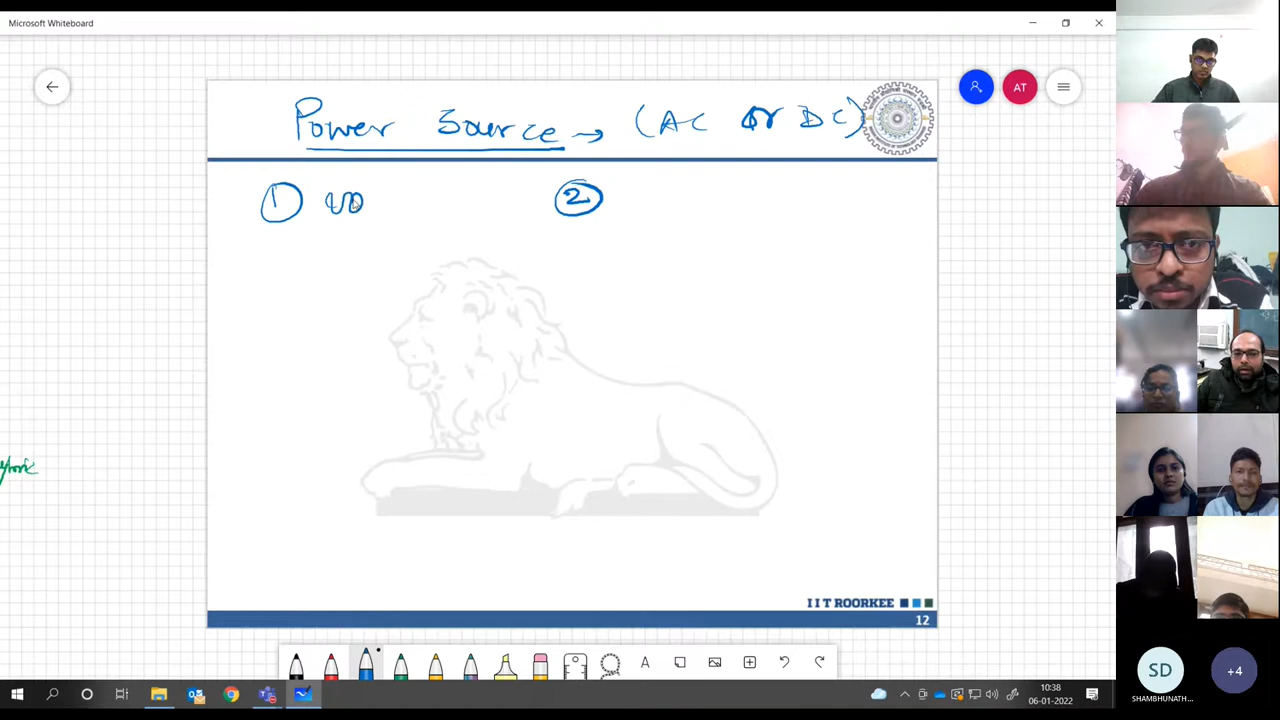 Microsoft Whiteboard
Power Source → (AC or DC)
① ②
AT
IIT ROORKEE
12
A
SD
+4
SHAMBHUNATH...
10:38
06-01-2022